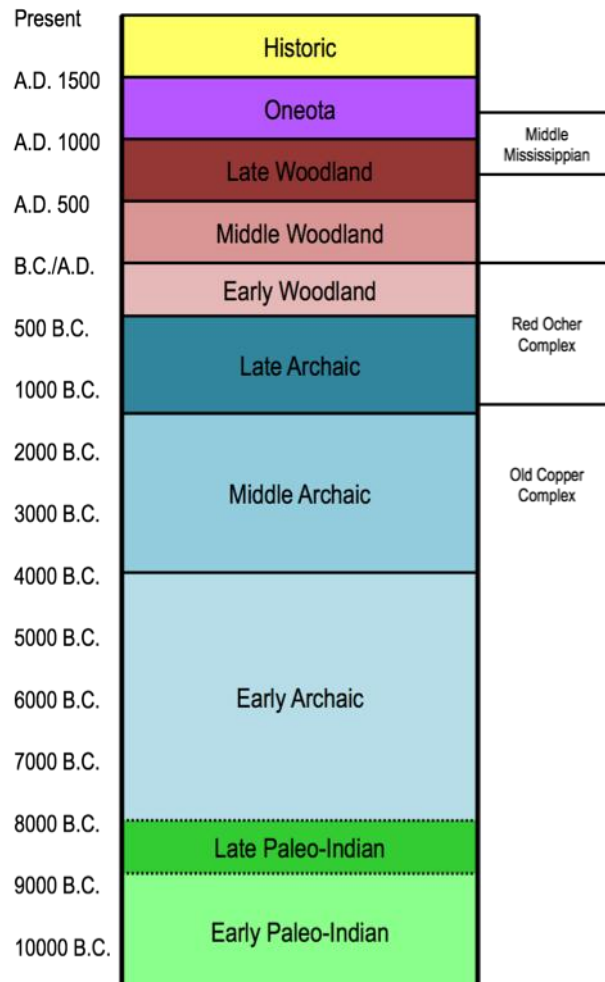 Present
A.D. 1500
A.D. 1000
A.D. 500
B.C./A.D.
500 B.C.
1000 B.C.
2000 B.C.
3000 B.C.
4000 B.C.
5000 B.C.
6000 B.C.
7000 B.C.
8000 B.C.
9000 B.C.
10000 B.C.
Historic
Oneota
Late Woodland
Middle Woodland
Early Woodland
Late Archaic
Middle Archaic
Early Archaic
Late Paleo-Indian
Early Paleo-Indian
Middle
Mississippian
Red Ocher
Complex
Old Copper
Complex